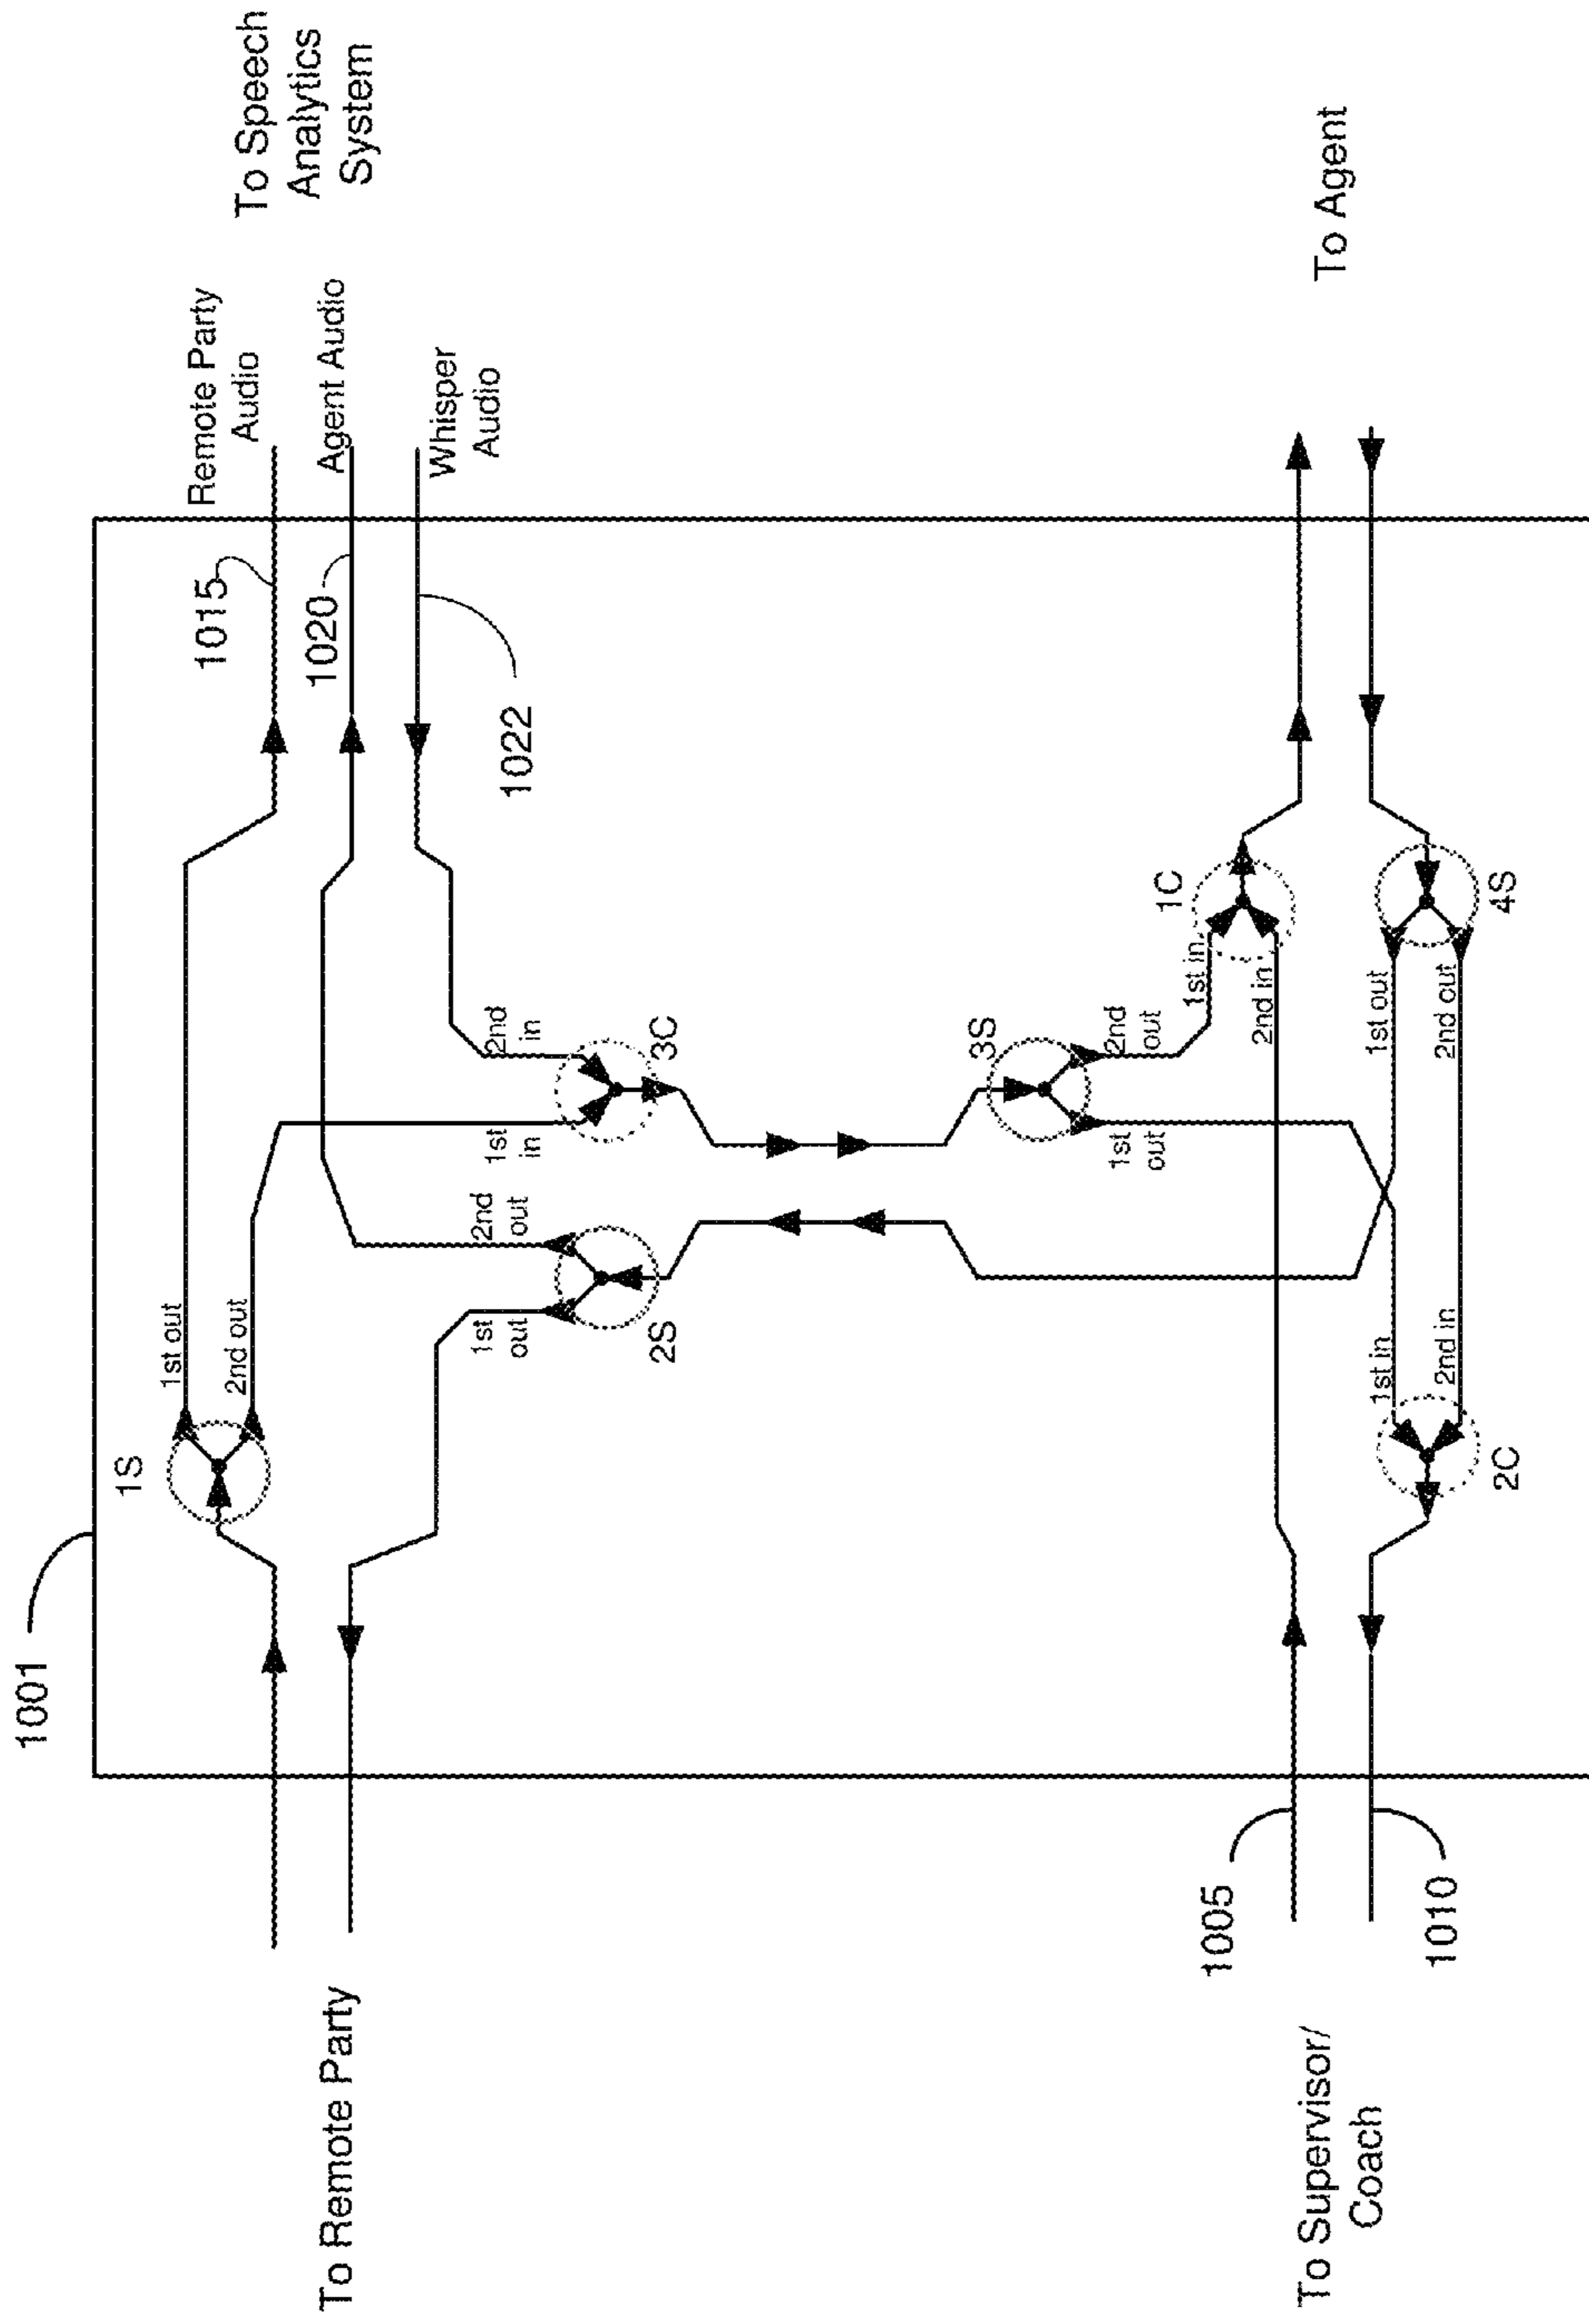 1001
To Remote Party
To Supervisor/
Coach
1005
1010
1S
1st out
2nd out
2S
1st
out
2nd
out
1st
in
2nd
in
3C
3S
1st
out
2nd
out
1st in
2nd in
1C
1st in
2nd in
2C
1st out
2nd out
4S
1015
1020
1022
Remote Party
Audio
Agent Audio
Whisper
Audio
To Speech
Analytics
System
To Agent